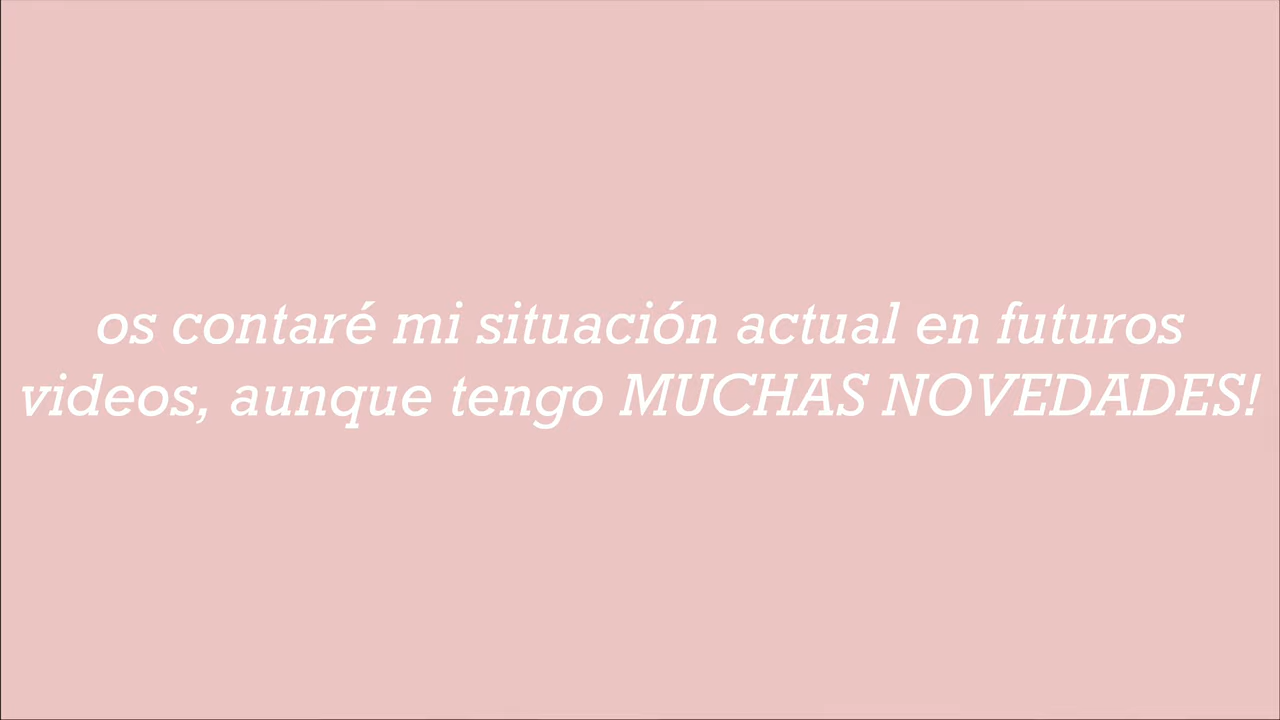 os contaré mi situación actual en futuros
videos, aunque tengo MUCHAS NOVEDADES!